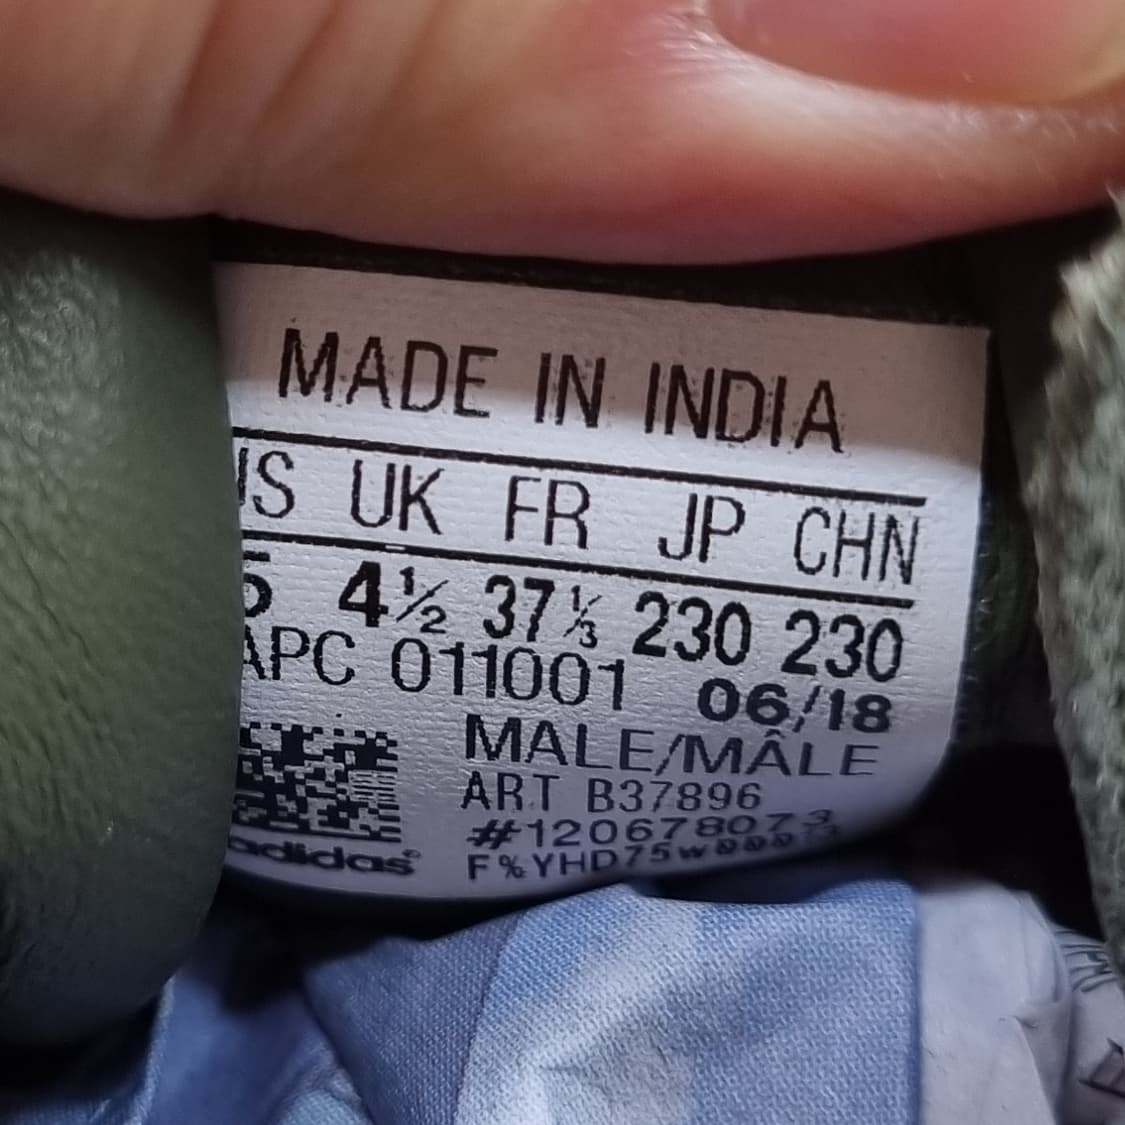 MADE IN INDIA
US UK FR JP CHN
5 4½ 37⅓ 230 230
APC 011001 06/18
MALE/MÂLE
ART B37896
#120678073
adidas